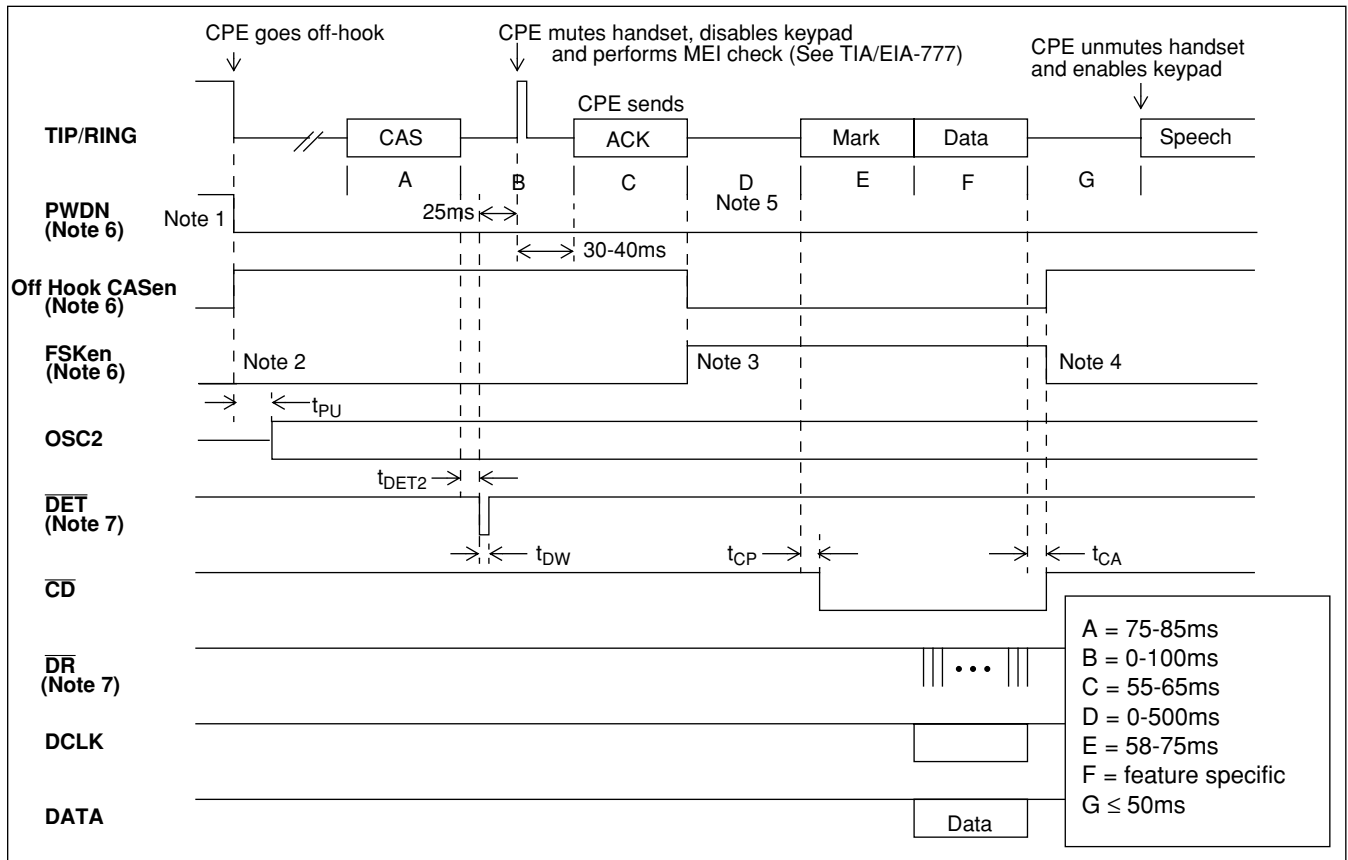 CPE goes off-hook
CPE mutes handset, disables keypad
and performs MEI check (See TIA/EIA-777)
CPE unmutes handset
and enables keypad
CPE sends
TIP/RING
CAS
ACK
Mark
Data
Speech
A
B
C
D
E
F
G
Note 5
PWDN
(Note 6)
Note 1
25ms
30-40ms
Off Hook CASen
(Note 6)
FSKen
(Note 6)
Note 2
Note 3
Note 4
tPU
OSC2
tDET2
DET
(Note 7)
tDW
tCP
tCA
CD
DR
(Note 7)
• • •
DCLK
DATA
Data
A = 75-85ms
B = 0-100ms
C = 55-65ms
D = 0-500ms
E = 58-75ms
F = feature specific
G ≤ 50ms